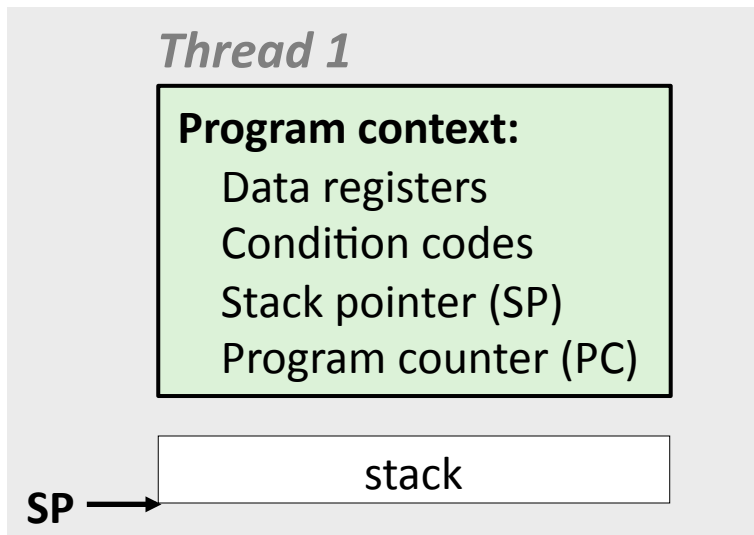 Thread 1
Program context:
Data registers
Condition codes
Stack pointer (SP)
Program counter (PC)
stack
SP